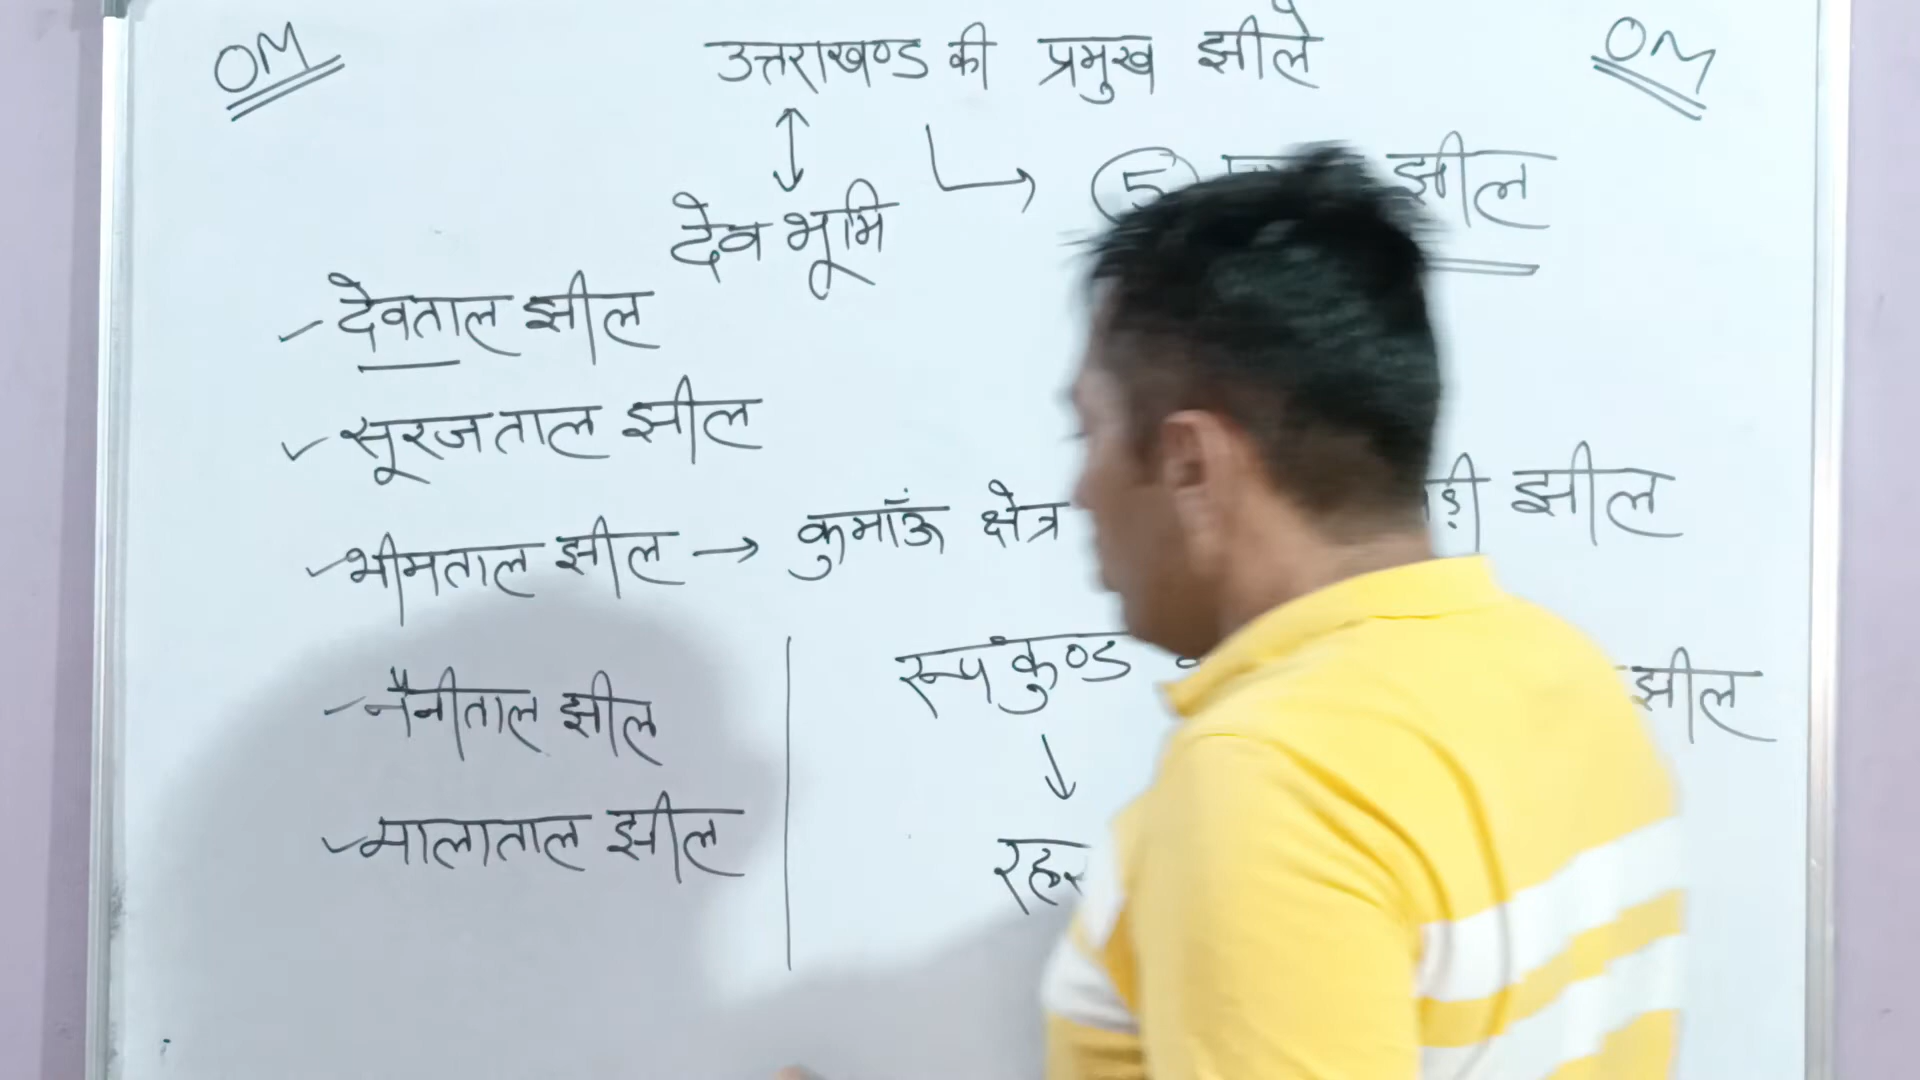 OM उत्तराखण्ड की प्रमुख झीले OM
5 झील
देव भूमि
देवताल झील
सूरजताल झील
भीमताल झील → कुमाऊँ क्षेत्र झील
रूपकुण्ड झील
नैनीताल झील
मालाताल झील